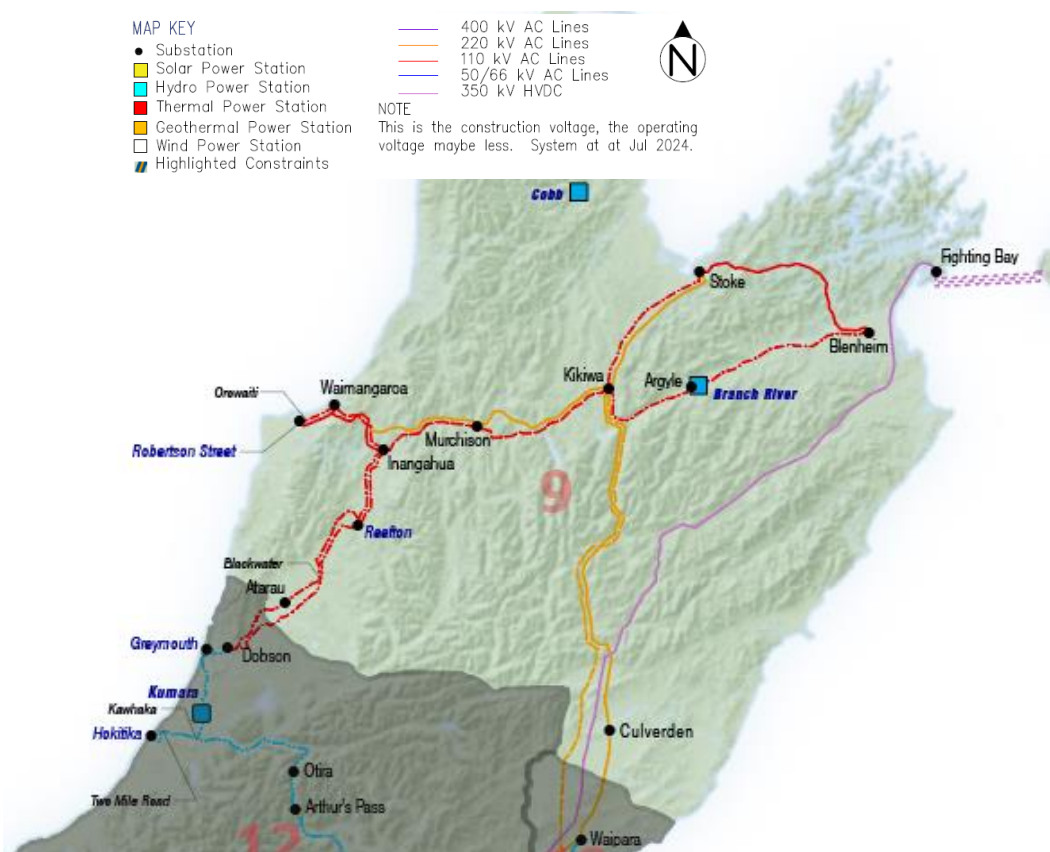 MAP KEY
Substation
Solar Power Station
Hydro Power Station
Thermal Power Station
Geothermal Power Station
Wind Power Station
Highlighted Constraints
400 kV AC Lines
220 kV AC Lines
110 kV AC Lines
50/66 kV AC Lines
350 kV HVDC
NOTE
This is the construction voltage, the operating
voltage maybe less. System at at Jul 2024.
N
Cobb
Fighting Bay
Stoke
Blenheim
Kikiwa
Argyle
Branch River
Orowaiti
Waimangaroa
Robertson Street
Murchison
Inangahua
9
Reefton
Blackwater
Atarau
Greymouth
Dobson
Kumara
Kawhaka
Hokitika
Culverden
Otira
Two Mile Road
Arthur's Pass
12
Waipara